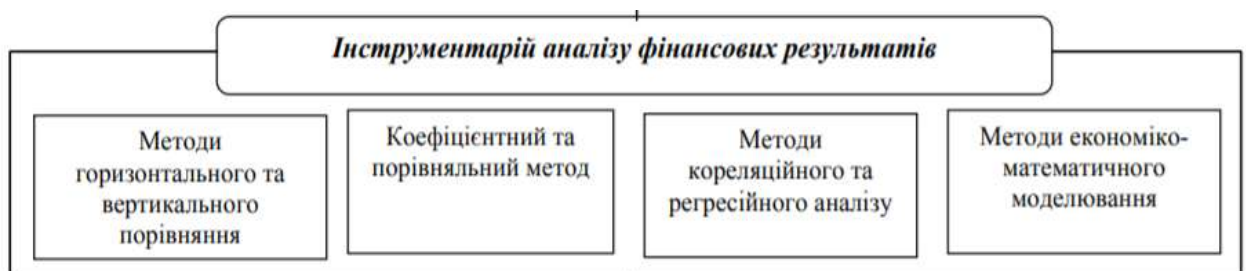 Інструментарій аналізу фінансових результатів
Методи
горизонтального та
вертикального
порівняння
Коефіцієнтний та
порівняльний метод
Методи
кореляційного та
регресійного аналізу
Методи економіко-
математичного
моделювання